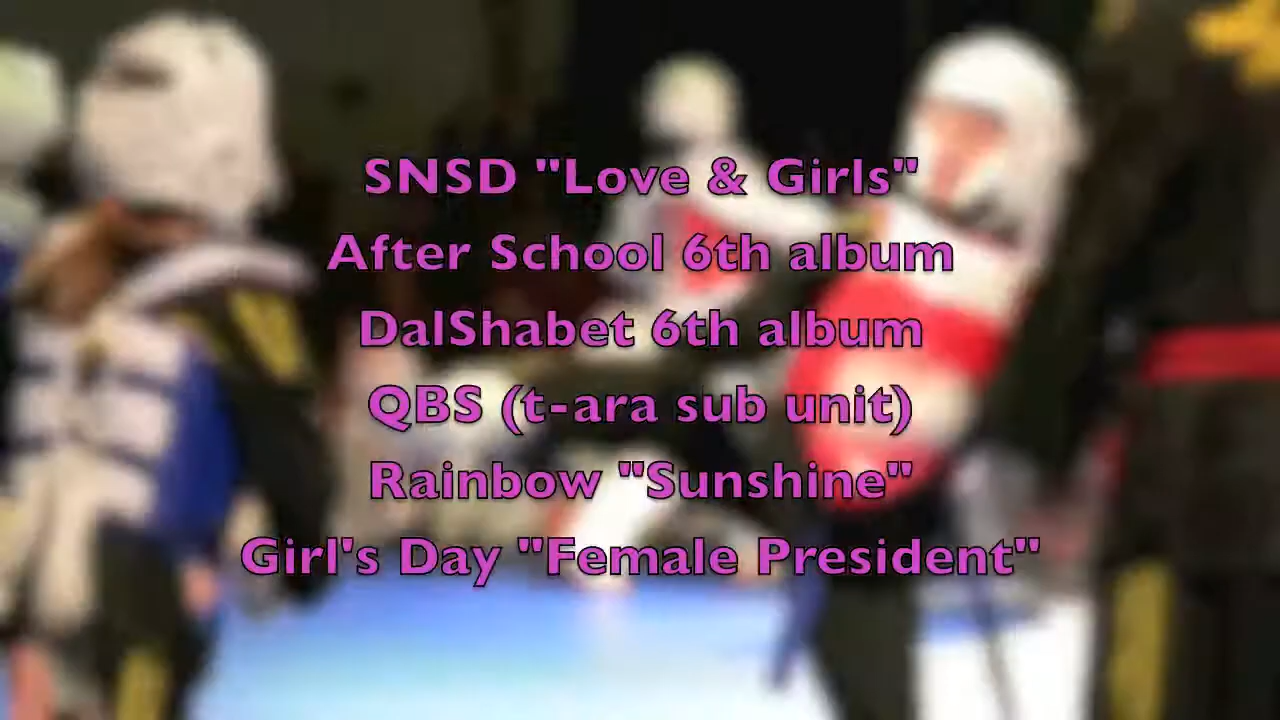 SNSD "Love & Girls"
After School 6th album
DalShabet 6th album
QBS (t-ara sub unit)
Rainbow "Sunshine"
Girl's Day "Female President"